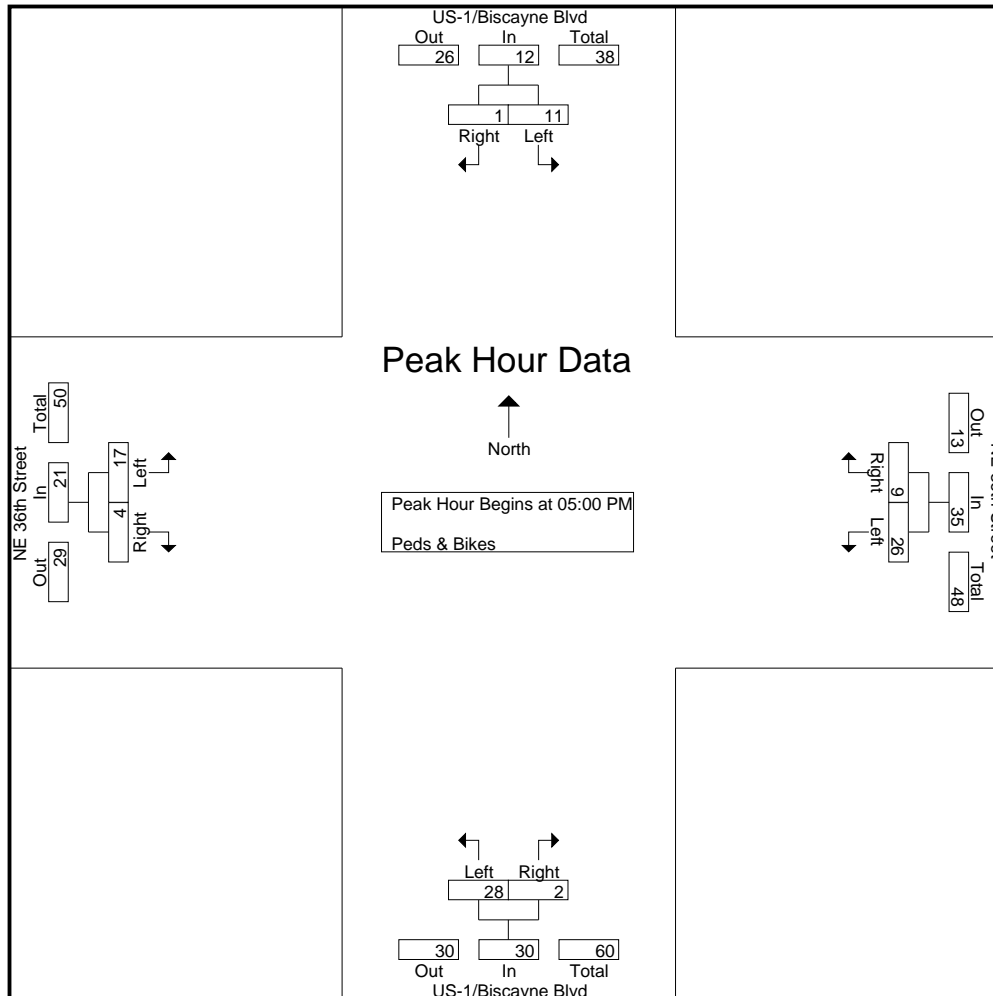 US-1/Biscayne Blvd
Out In Total
26 12 38
1 11
Right Left
Peak Hour Data
North
Peak Hour Begins at 05:00 PM
Peds & Bikes
NE 36th Street
Total In Out
50 21 29
17 4
Left Right
Out In Total
13 35 48
9 26
Right Left
Left Right
28 2
30 30 60
Out In Total
US-1/Biscayne Blvd